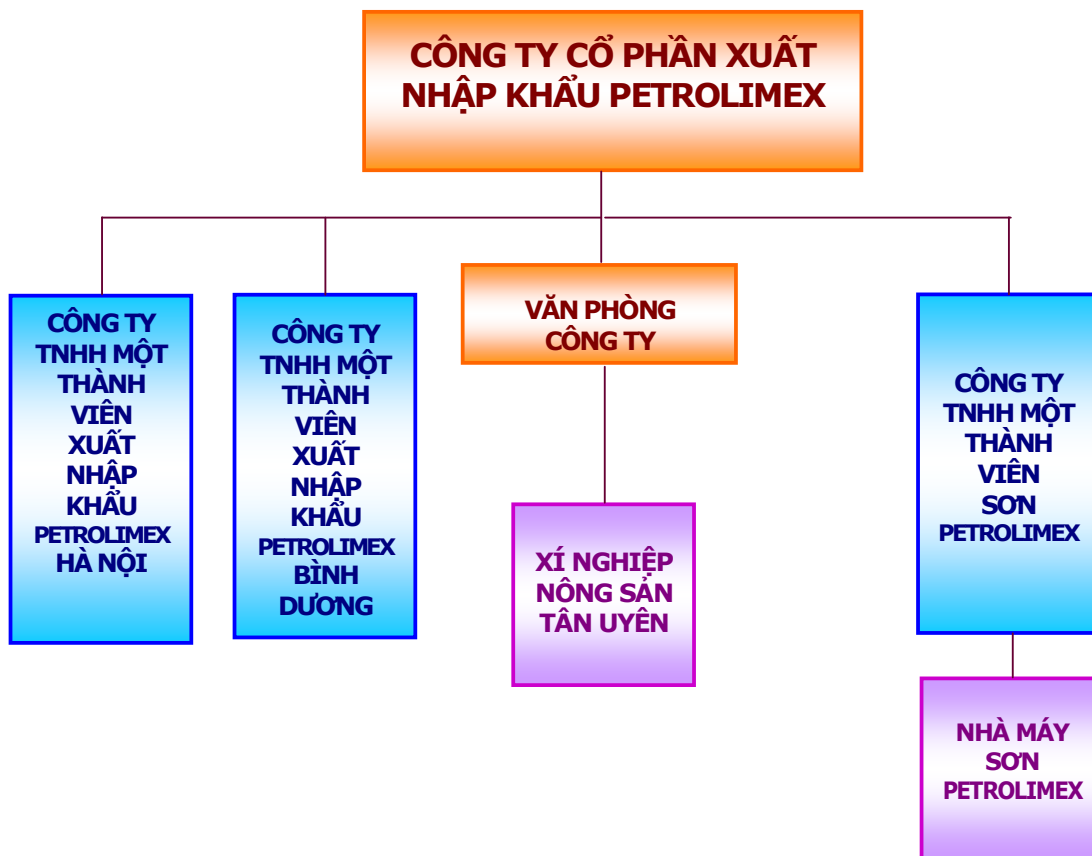 CÔNG TY CỔ PHẦN XUẤT
NHẬP KHẨU PETROLIMEX
CÔNG TY
TNHH MỘT
THÀNH
VIÊN
XUẤT
NHẬP
KHẨU
PETROLIMEX
HÀ NỘI
CÔNG TY
TNHH MỘT
THÀNH
VIÊN
XUẤT
NHẬP
KHẨU
PETROLIMEX
BÌNH
DƯƠNG
VĂN PHÒNG
CÔNG TY
XÍ NGHIỆP
NÔNG SẢN
TÂN UYÊN
CÔNG TY
TNHH MỘT
THÀNH
VIÊN
SƠN
PETROLIMEX
NHÀ MÁY
SƠN
PETROLIMEX